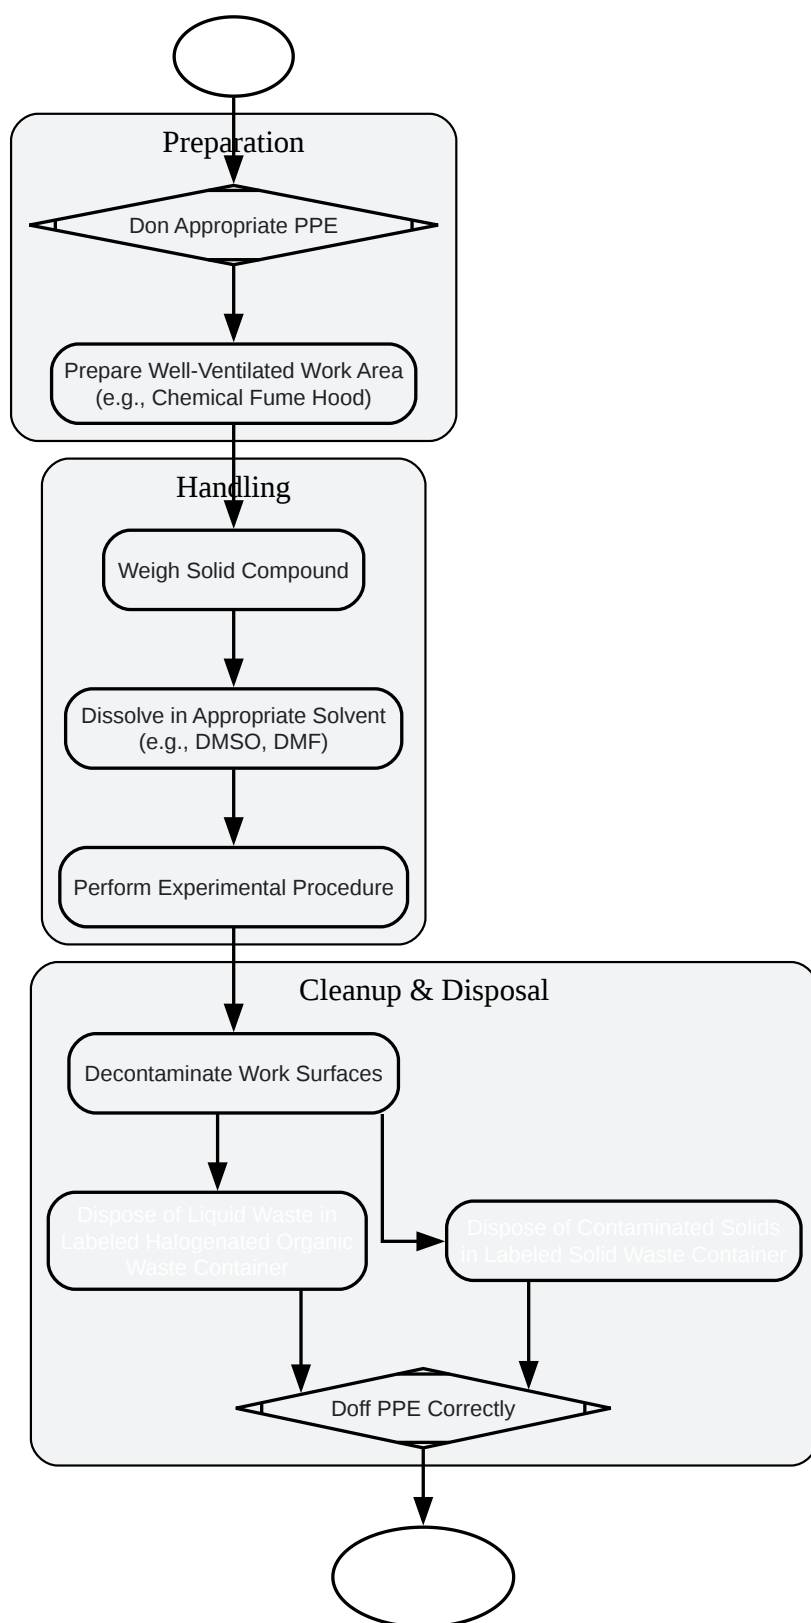 Preparation
Don Appropriate PPE
Prepare Well-Ventilated Work Area
(e.g., Chemical Fume Hood)
Handling
Weigh Solid Compound
Dissolve in Appropriate Solvent
(e.g., DMSO, DMF)
Perform Experimental Procedure
Cleanup & Disposal
Decontaminate Work Surfaces
Dispose of Liquid Waste in
Labeled Halogenated Organic
Waste Container
Dispose of Contaminated Solids
in Labeled Solid Waste Container
Doff PPE Correctly